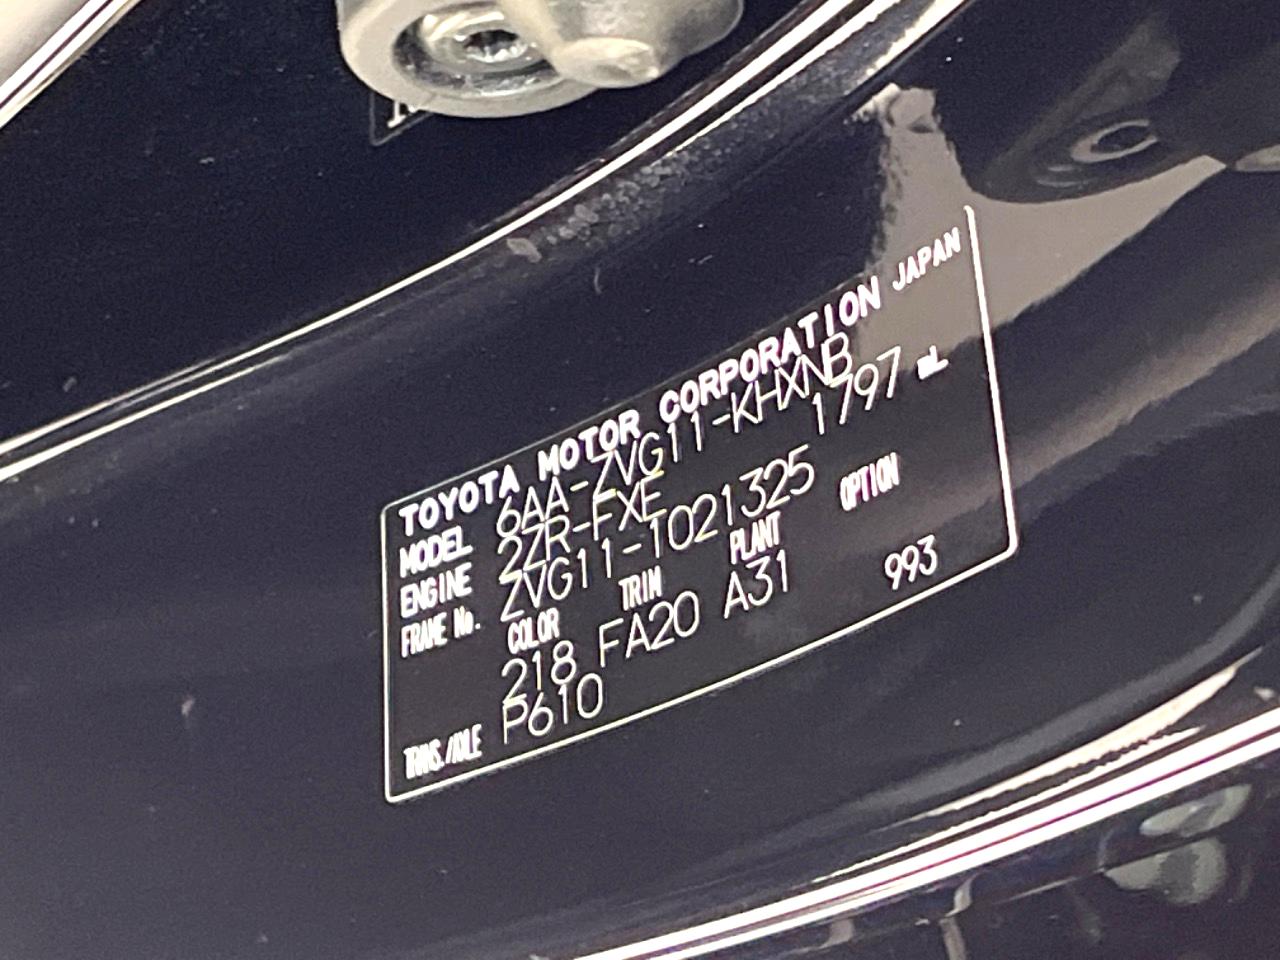 TOYOTA MOTOR CORPORATION JAPAN
MODEL 6AA-ZVG11-KHXNB
ENGINE 2ZR-FXE 1797 mL
FRAME No. ZVG11-1021325
COLOR TRIM PLANT OPTION
218 FA20 A31 993
TRANS./AXLE P610